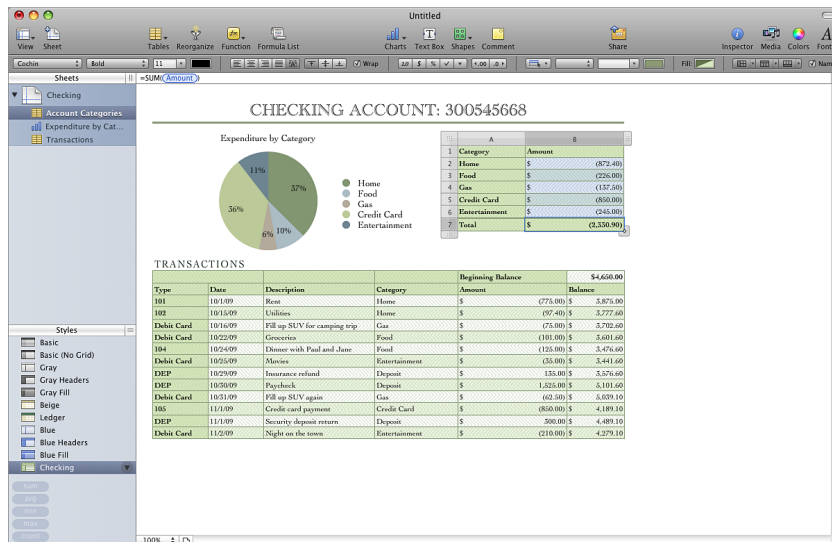 Untitled
View Sheet Tables Reorganize Function Formula List Charts Text Box Shapes Comment Share Inspector Media Colors Font
Cochin Bold 11 Wrap Fill: Nam
Sheets =SUM( Amount )
Checking
Account Categories
Expenditure by Cat...
Transactions
CHECKING ACCOUNT: 300545668
Expenditure by Category
11%
37%
36%
6%
10%
Home
Food
Gas
Credit Card
Entertainment
A B
1 Category Amount
2 Home $ (872.40)
3 Food $ (226.00)
4 Gas $ (137.50)
5 Credit Card $ (850.00)
6 Entertainment $ (245.00)
7 Total $ (2,330.90)
TRANSACTIONS
Beginning Balance $4,650.00
Type Date Description Category Amount Balance
101 10/1/09 Rent Home $ (775.00) $ 3,875.00
102 10/15/09 Utilities Home $ (97.40) $ 3,777.60
Debit Card 10/16/09 Fill up SUV for camping trip Gas $ (75.00) $ 3,702.60
Debit Card 10/22/09 Groceries Food $ (101.00) $ 3,601.60
104 10/24/09 Dinner with Paul and Jane Food $ (125.00) $ 3,476.60
Debit Card 10/25/09 Movies Entertainment $ (35.00) $ 3,441.60
DEP 10/29/09 Insurance refund Deposit $ 135.00 $ 3,576.60
DEP 10/30/09 Paycheck Deposit $ 1,525.00 $ 5,101.60
Debit Card 10/31/09 Fill up SUV again Gas $ (62.50) $ 5,039.10
105 11/1/09 Credit card payment Credit Card $ (850.00) $ 4,189.10
DEP 11/1/09 Security deposit return Deposit $ 300.00 $ 4,489.10
Debit Card 11/2/09 Night on the town Entertainment $ (210.00) $ 4,279.10
Styles
Basic
Basic (No Grid)
Gray
Gray Headers
Gray Fill
Beige
Ledger
Blue
Blue Headers
Blue Fill
Checking
sum
avg
min
max
count
100%